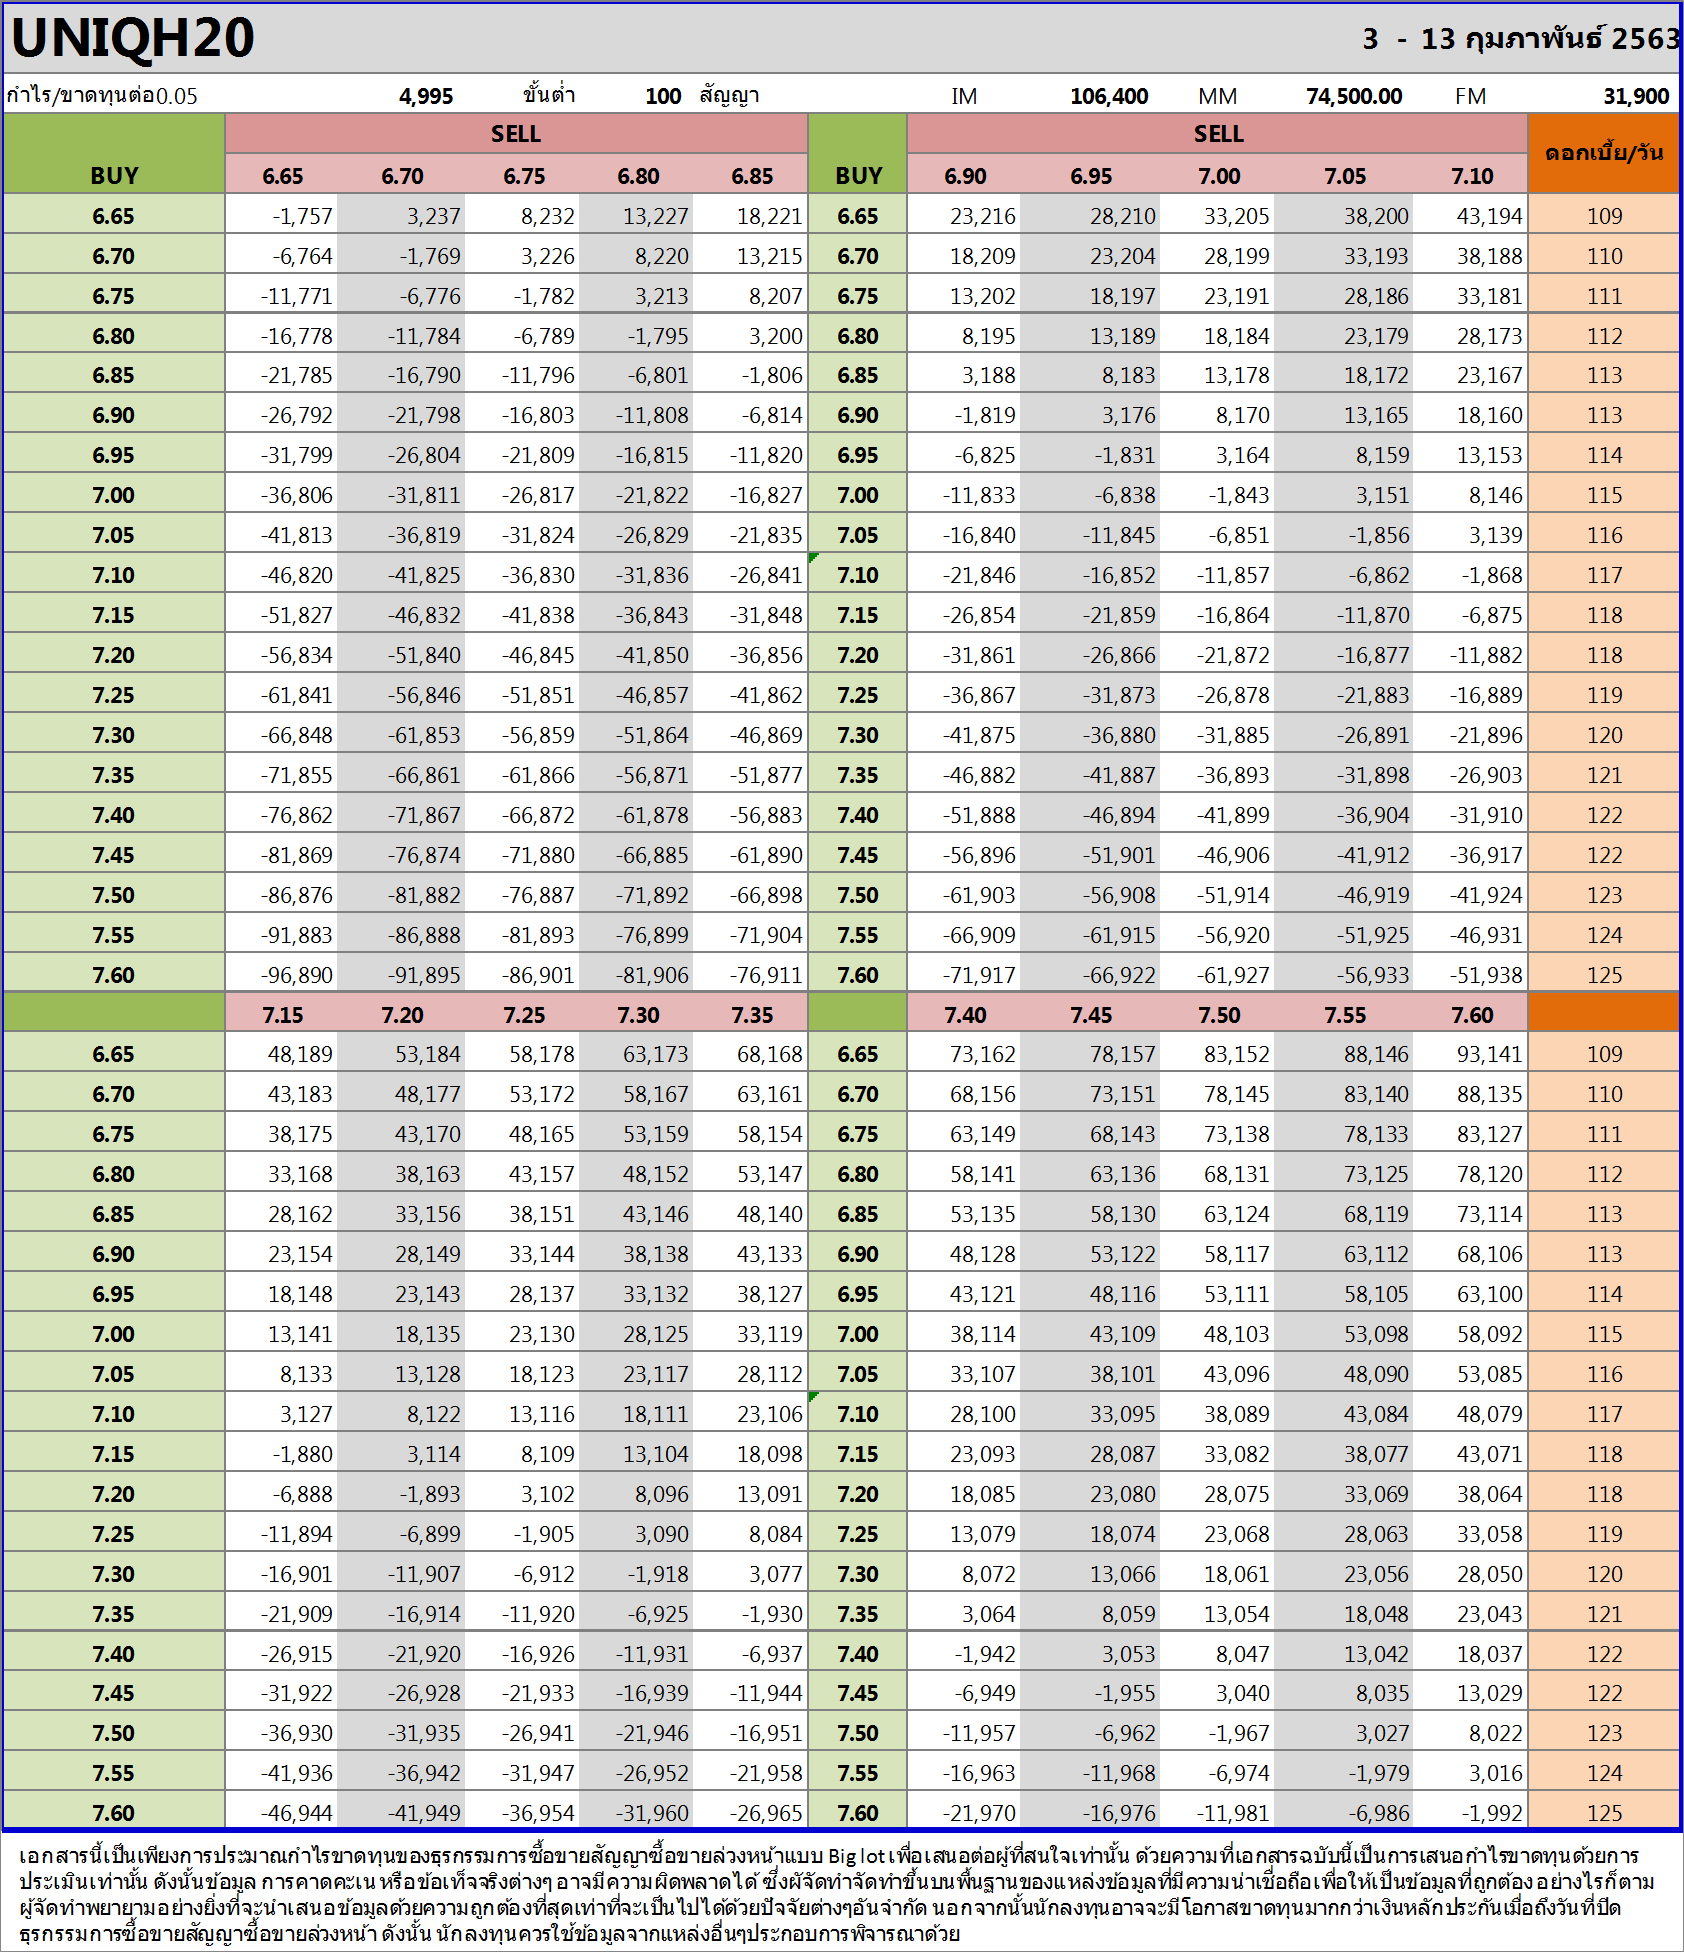 UNIQH20 3 - 13 กุมภาพันธ์ 2563
กำไร/ขาดทุนต่อ0.05 4,995 ขั้นต่ำ 100 สัญญา IM 106,400 MM 74,500.00 FM 31,900
SELL SELL
BUY 6.65 6.70 6.75 6.80 6.85 BUY 6.90 6.95 7.00 7.05 7.10 ดอกเบี้ย/วัน
6.65 -1,757 3,237 8,232 13,227 18,221 6.65 23,216 28,210 33,205 38,200 43,194 109
6.70 -6,764 -1,769 3,226 8,220 13,215 6.70 18,209 23,204 28,199 33,193 38,188 110
6.75 -11,771 -6,776 -1,782 3,213 8,207 6.75 13,202 18,197 23,191 28,186 33,181 111
6.80 -16,778 -11,784 -6,789 -1,795 3,200 6.80 8,195 13,189 18,184 23,179 28,173 112
6.85 -21,785 -16,790 -11,796 -6,801 -1,806 6.85 3,188 8,183 13,178 18,172 23,167 113
6.90 -26,792 -21,798 -16,803 -11,808 -6,814 6.90 -1,819 3,176 8,170 13,165 18,160 113
6.95 -31,799 -26,804 -21,809 -16,815 -11,820 6.95 -6,825 -1,831 3,164 8,159 13,153 114
7.00 -36,806 -31,811 -26,817 -21,822 -16,827 7.00 -11,833 -6,838 -1,843 3,151 8,146 115
7.05 -41,813 -36,819 -31,824 -26,829 -21,835 7.05 -16,840 -11,845 -6,851 -1,856 3,139 116
7.10 -46,820 -41,825 -36,830 -31,836 -26,841 7.10 -21,846 -16,852 -11,857 -6,862 -1,868 117
7.15 -51,827 -46,832 -41,838 -36,843 -31,848 7.15 -26,854 -21,859 -16,864 -11,870 -6,875 118
7.20 -56,834 -51,840 -46,845 -41,850 -36,856 7.20 -31,861 -26,866 -21,872 -16,877 -11,882 118
7.25 -61,841 -56,846 -51,851 -46,857 -41,862 7.25 -36,867 -31,873 -26,878 -21,883 -16,889 119
7.30 -66,848 -61,853 -56,859 -51,864 -46,869 7.30 -41,875 -36,880 -31,885 -26,891 -21,896 120
7.35 -71,855 -66,861 -61,866 -56,871 -51,877 7.35 -46,882 -41,887 -36,893 -31,898 -26,903 121
7.40 -76,862 -71,867 -66,872 -61,878 -56,883 7.40 -51,888 -46,894 -41,899 -36,904 -31,910 122
7.45 -81,869 -76,874 -71,880 -66,885 -61,890 7.45 -56,896 -51,901 -46,906 -41,912 -36,917 122
7.50 -86,876 -81,882 -76,887 -71,892 -66,898 7.50 -61,903 -56,908 -51,914 -46,919 -41,924 123
7.55 -91,883 -86,888 -81,893 -76,899 -71,904 7.55 -66,909 -61,915 -56,920 -51,925 -46,931 124
7.60 -96,890 -91,895 -86,901 -81,906 -76,911 7.60 -71,917 -66,922 -61,927 -56,933 -51,938 125
7.15 7.20 7.25 7.30 7.35 7.40 7.45 7.50 7.55 7.60
6.65 48,189 53,184 58,178 63,173 68,168 6.65 73,162 78,157 83,152 88,146 93,141 109
6.70 43,183 48,177 53,172 58,167 63,161 6.70 68,156 73,151 78,145 83,140 88,135 110
6.75 38,175 43,170 48,165 53,159 58,154 6.75 63,149 68,143 73,138 78,133 83,127 111
6.80 33,168 38,163 43,157 48,152 53,147 6.80 58,141 63,136 68,131 73,125 78,120 112
6.85 28,162 33,156 38,151 43,146 48,140 6.85 53,135 58,130 63,124 68,119 73,114 113
6.90 23,154 28,149 33,144 38,138 43,133 6.90 48,128 53,122 58,117 63,112 68,106 113
6.95 18,148 23,143 28,137 33,132 38,127 6.95 43,121 48,116 53,111 58,105 63,100 114
7.00 13,141 18,135 23,130 28,125 33,119 7.00 38,114 43,109 48,103 53,098 58,092 115
7.05 8,133 13,128 18,123 23,117 28,112 7.05 33,107 38,101 43,096 48,090 53,085 116
7.10 3,127 8,122 13,116 18,111 23,106 7.10 28,100 33,095 38,089 43,084 48,079 117
7.15 -1,880 3,114 8,109 13,104 18,098 7.15 23,093 28,087 33,082 38,077 43,071 118
7.20 -6,888 -1,893 3,102 8,096 13,091 7.20 18,085 23,080 28,075 33,069 38,064 118
7.25 -11,894 -6,899 -1,905 3,090 8,084 7.25 13,079 18,074 23,068 28,063 33,058 119
7.30 -16,901 -11,907 -6,912 -1,918 3,077 7.30 8,072 13,066 18,061 23,056 28,050 120
7.35 -21,909 -16,914 -11,920 -6,925 -1,930 7.35 3,064 8,059 13,054 18,048 23,043 121
7.40 -26,915 -21,920 -16,926 -11,931 -6,937 7.40 -1,942 3,053 8,047 13,042 18,037 122
7.45 -31,922 -26,928 -21,933 -16,939 -11,944 7.45 -6,949 -1,955 3,040 8,035 13,029 122
7.50 -36,930 -31,935 -26,941 -21,946 -16,951 7.50 -11,957 -6,962 -1,967 3,027 8,022 123
7.55 -41,936 -36,942 -31,947 -26,952 -21,958 7.55 -16,963 -11,968 -6,974 -1,979 3,016 124
7.60 -46,944 -41,949 -36,954 -31,960 -26,965 7.60 -21,970 -16,976 -11,981 -6,986 -1,992 125
เอกสารนี้เป็นเพียงการประมาณกำไรขาดทุนของธุรกรรมการซื้อขายสัญญาซื้อขายล่วงหน้าแบบ Big lot เพื่อเสนอต่อผู้ที่สนใจเท่านั้น ด้วยความที่เอกสารฉบับนี้เป็นการเสนอกำไรขาดทุนด้วยการ
ประเมินเท่านั้น ดังนั้นข้อมูล การคาดคะเน หรือข้อเท็จจริงต่างๆ อาจมีความผิดพลาดได้ ซึ่งผู้จัดทำจัดทำขึ้นบนพื้นฐานของแหล่งข้อมูลที่มีความน่าเชื่อถือเพื่อให้เป็นข้อมูลที่ถูกต้อง อย่างไรก็ตาม
ผู้จัดทำพยายามอย่างยิ่งที่จะนำเสนอข้อมูลด้วยความถูกต้องที่สุดเท่าที่จะเป็นไปได้ด้วยปัจจัยต่างๆอันจำกัด นอกจากนั้นนักลงทุนอาจจะมีโอกาสขาดทุนมากกว่าเงินหลักประกันเมื่อถึงวันที่ปิด
ธุรกรรมการซื้อขายสัญญาซื้อขายล่วงหน้า ดังนั้น นักลงทุนควรใช้ข้อมูลจากแหล่งอื่นๆประกอบการพิจารณาด้วย